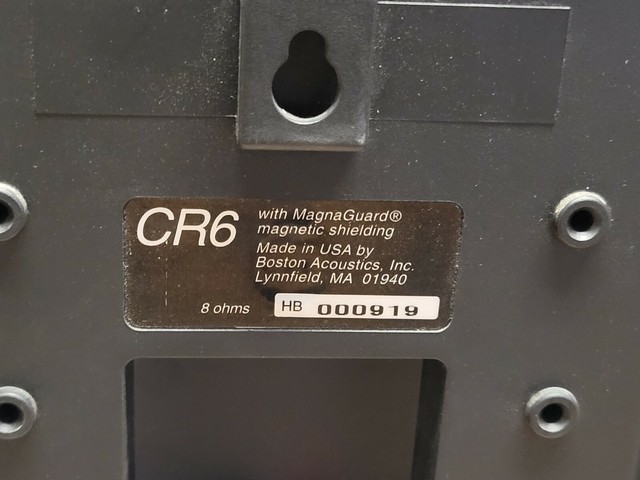 CR6
with MagnaGuard®
magnetic shielding
Made in USA by
Boston Acoustics, Inc.
Lynnfield, MA 01940
8 ohms
HB 000919